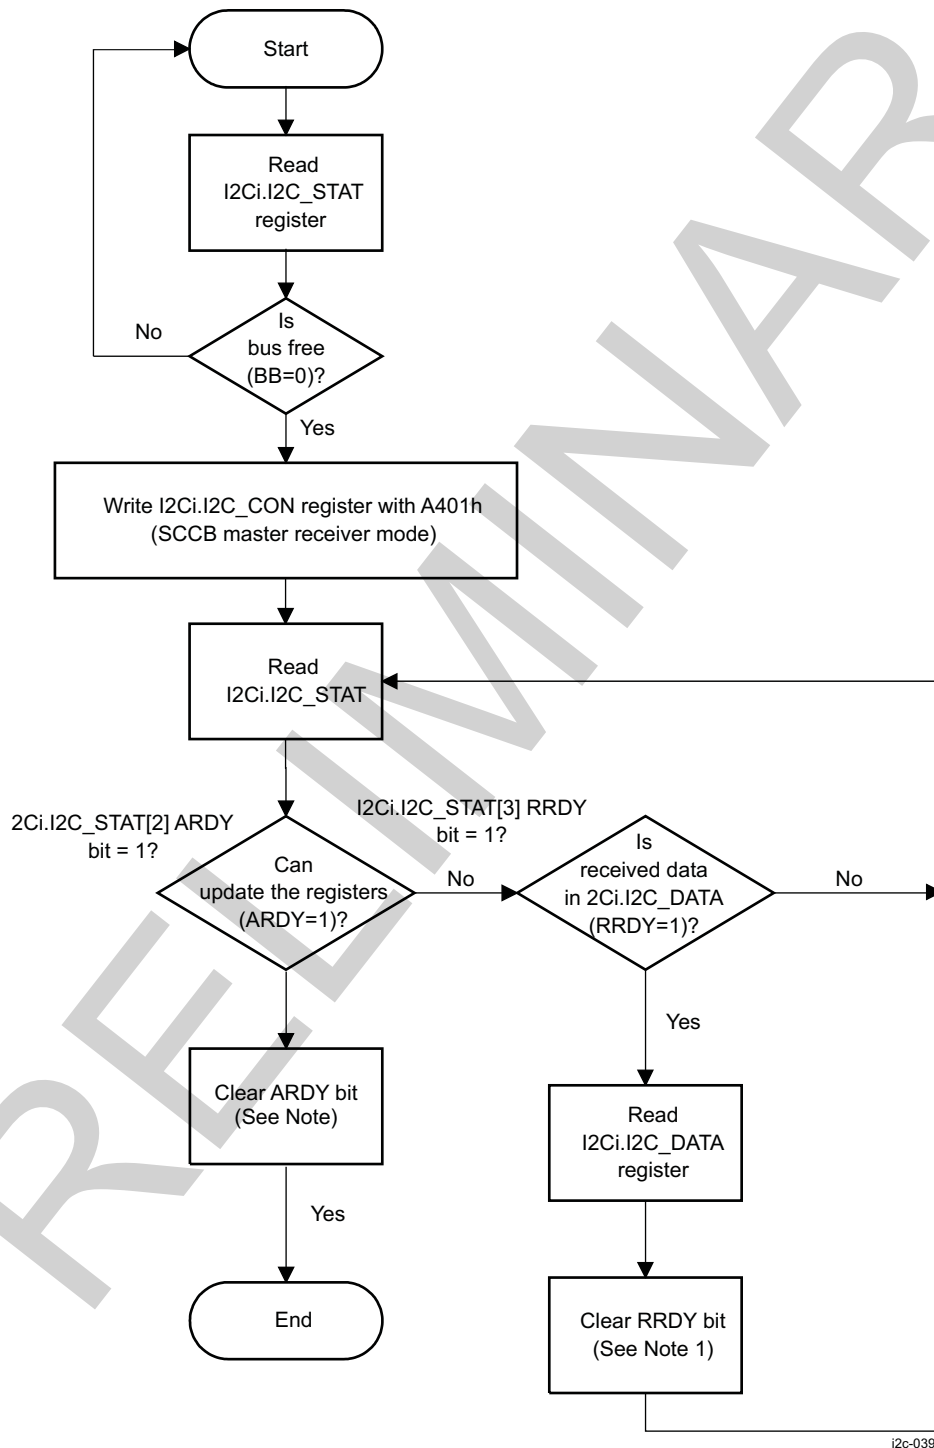 Start
Read
I2Ci.I2C_STAT
register
Is
bus free
(BB=0)?
No
Yes
Write I2Ci.I2C_CON register with A401h
(SCCB master receiver mode)
Read
I2Ci.I2C_STAT
2Ci.I2C_STAT[2] ARDY
bit = 1?
I2Ci.I2C_STAT[3] RRDY
bit = 1?
Can
update the registers
(ARDY=1)?
No
Is
received data
in 2Ci.I2C_DATA
(RRDY=1)?
No
Yes
Clear ARDY bit
(See Note)
Read
I2Ci.I2C_DATA
register
Yes
End
Clear RRDY bit
(See Note 1)
i2c-039
RELIMINAR